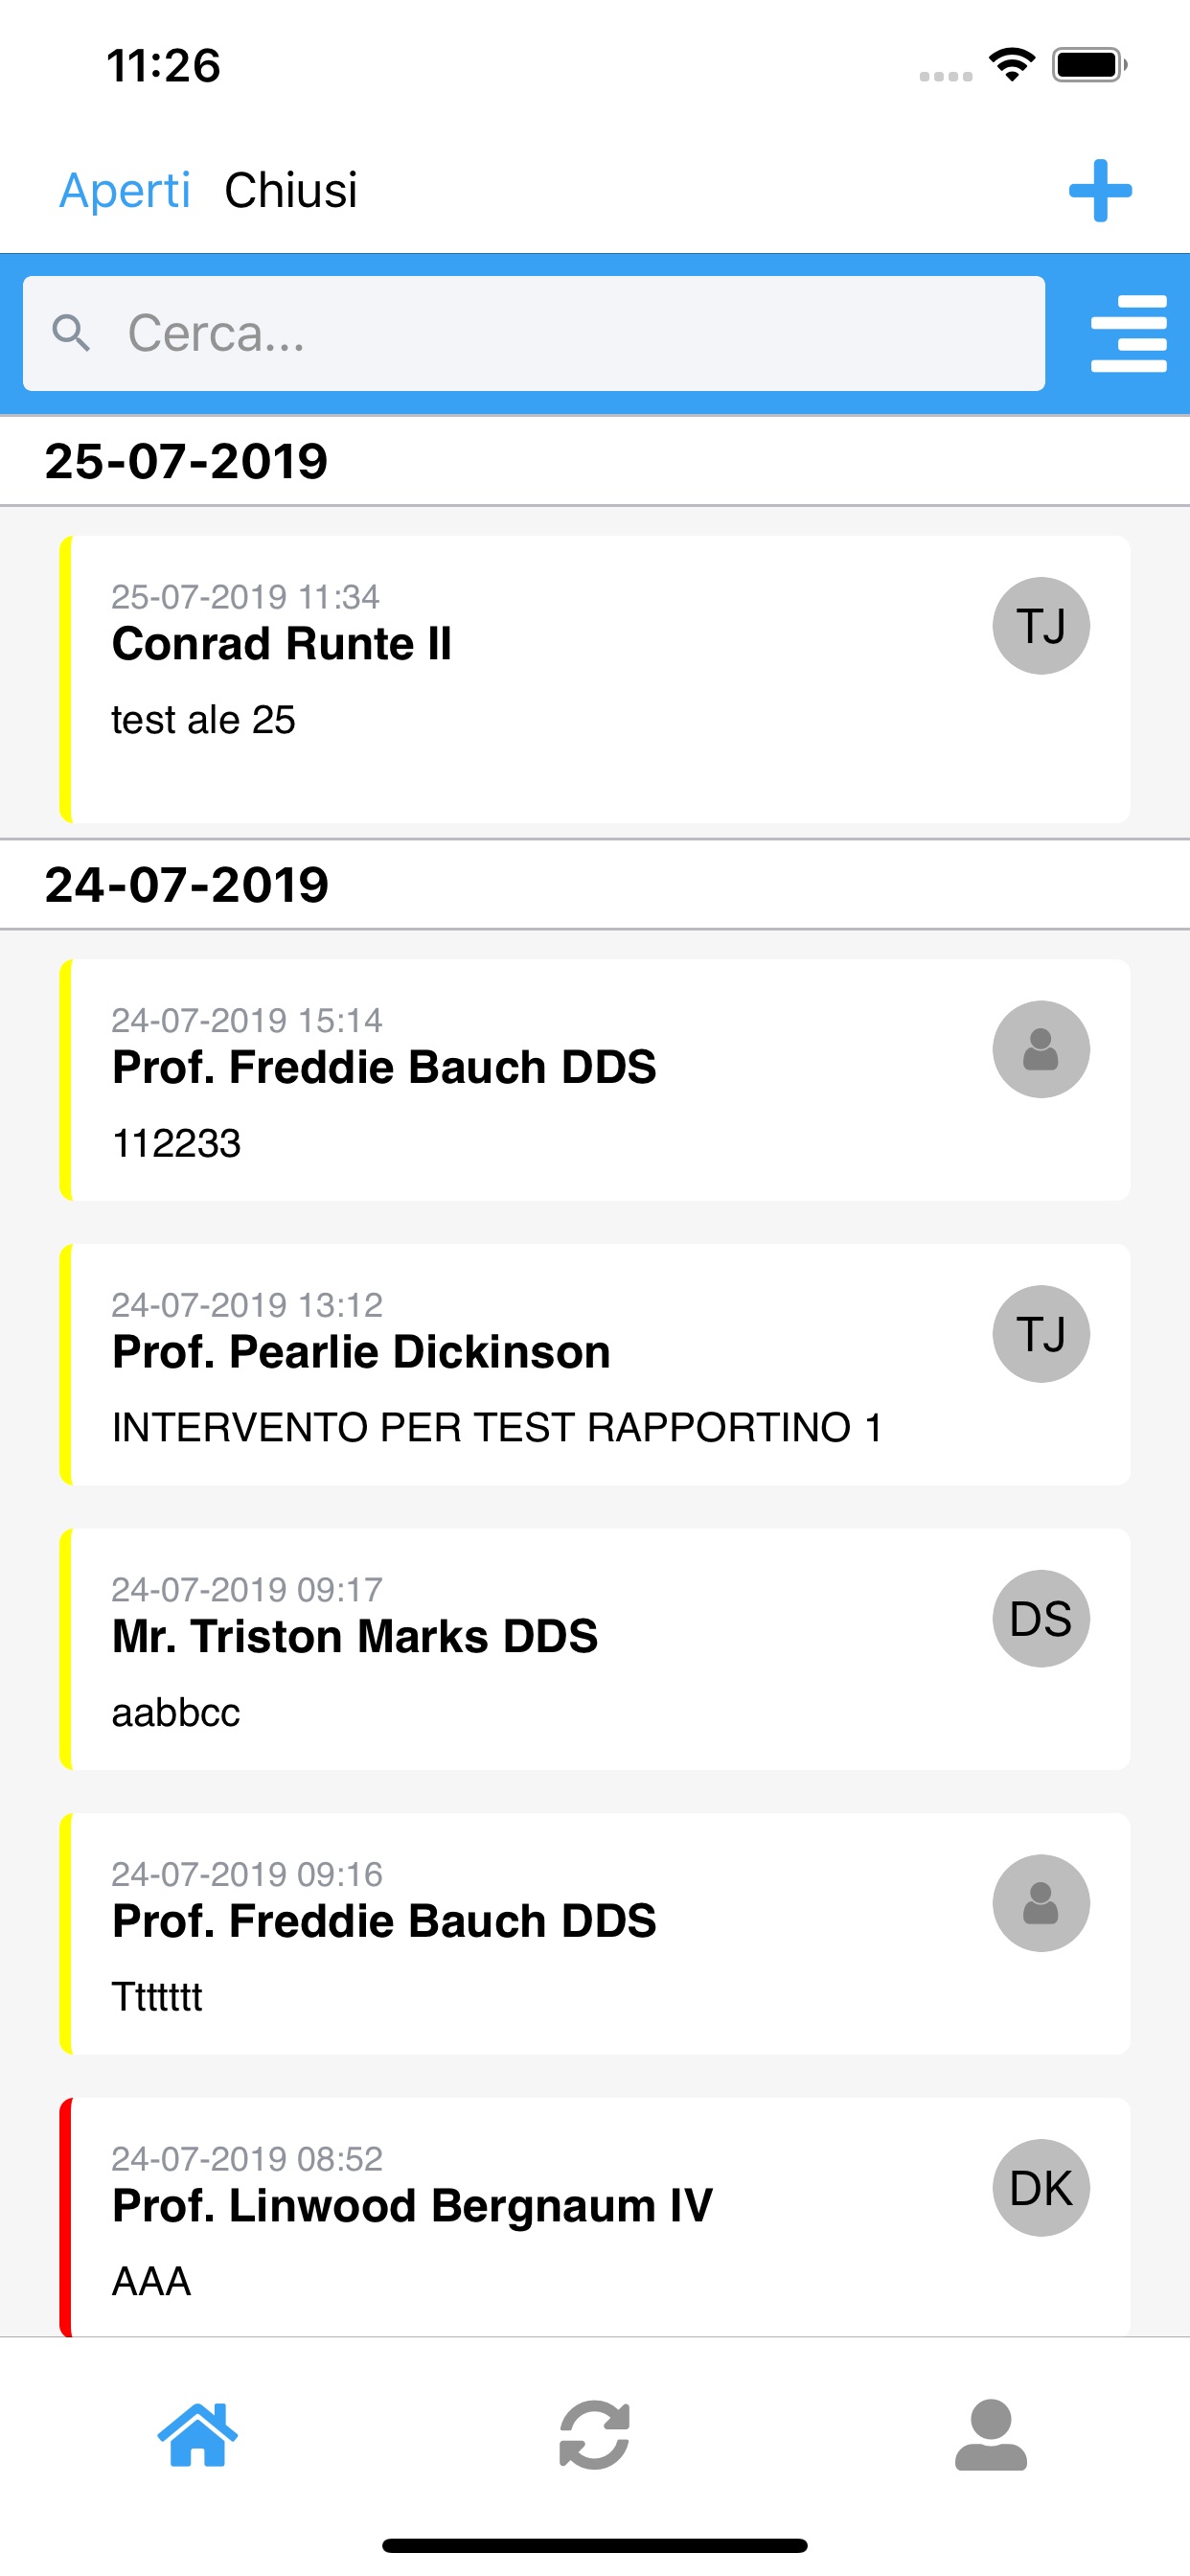 11:26
Aperti Chiusi
Cerca...
25-07-2019
25-07-2019 11:34
TJ
Conrad Runte II
test ale 25
24-07-2019
24-07-2019 15:14
Prof. Freddie Bauch DDS
112233
24-07-2019 13:12
TJ
Prof. Pearlie Dickinson
INTERVENTO PER TEST RAPPORTINO 1
24-07-2019 09:17
DS
Mr. Triston Marks DDS
aabbcc
24-07-2019 09:16
Prof. Freddie Bauch DDS
Ttttttt
24-07-2019 08:52
DK
Prof. Linwood Bergnaum IV
AAA